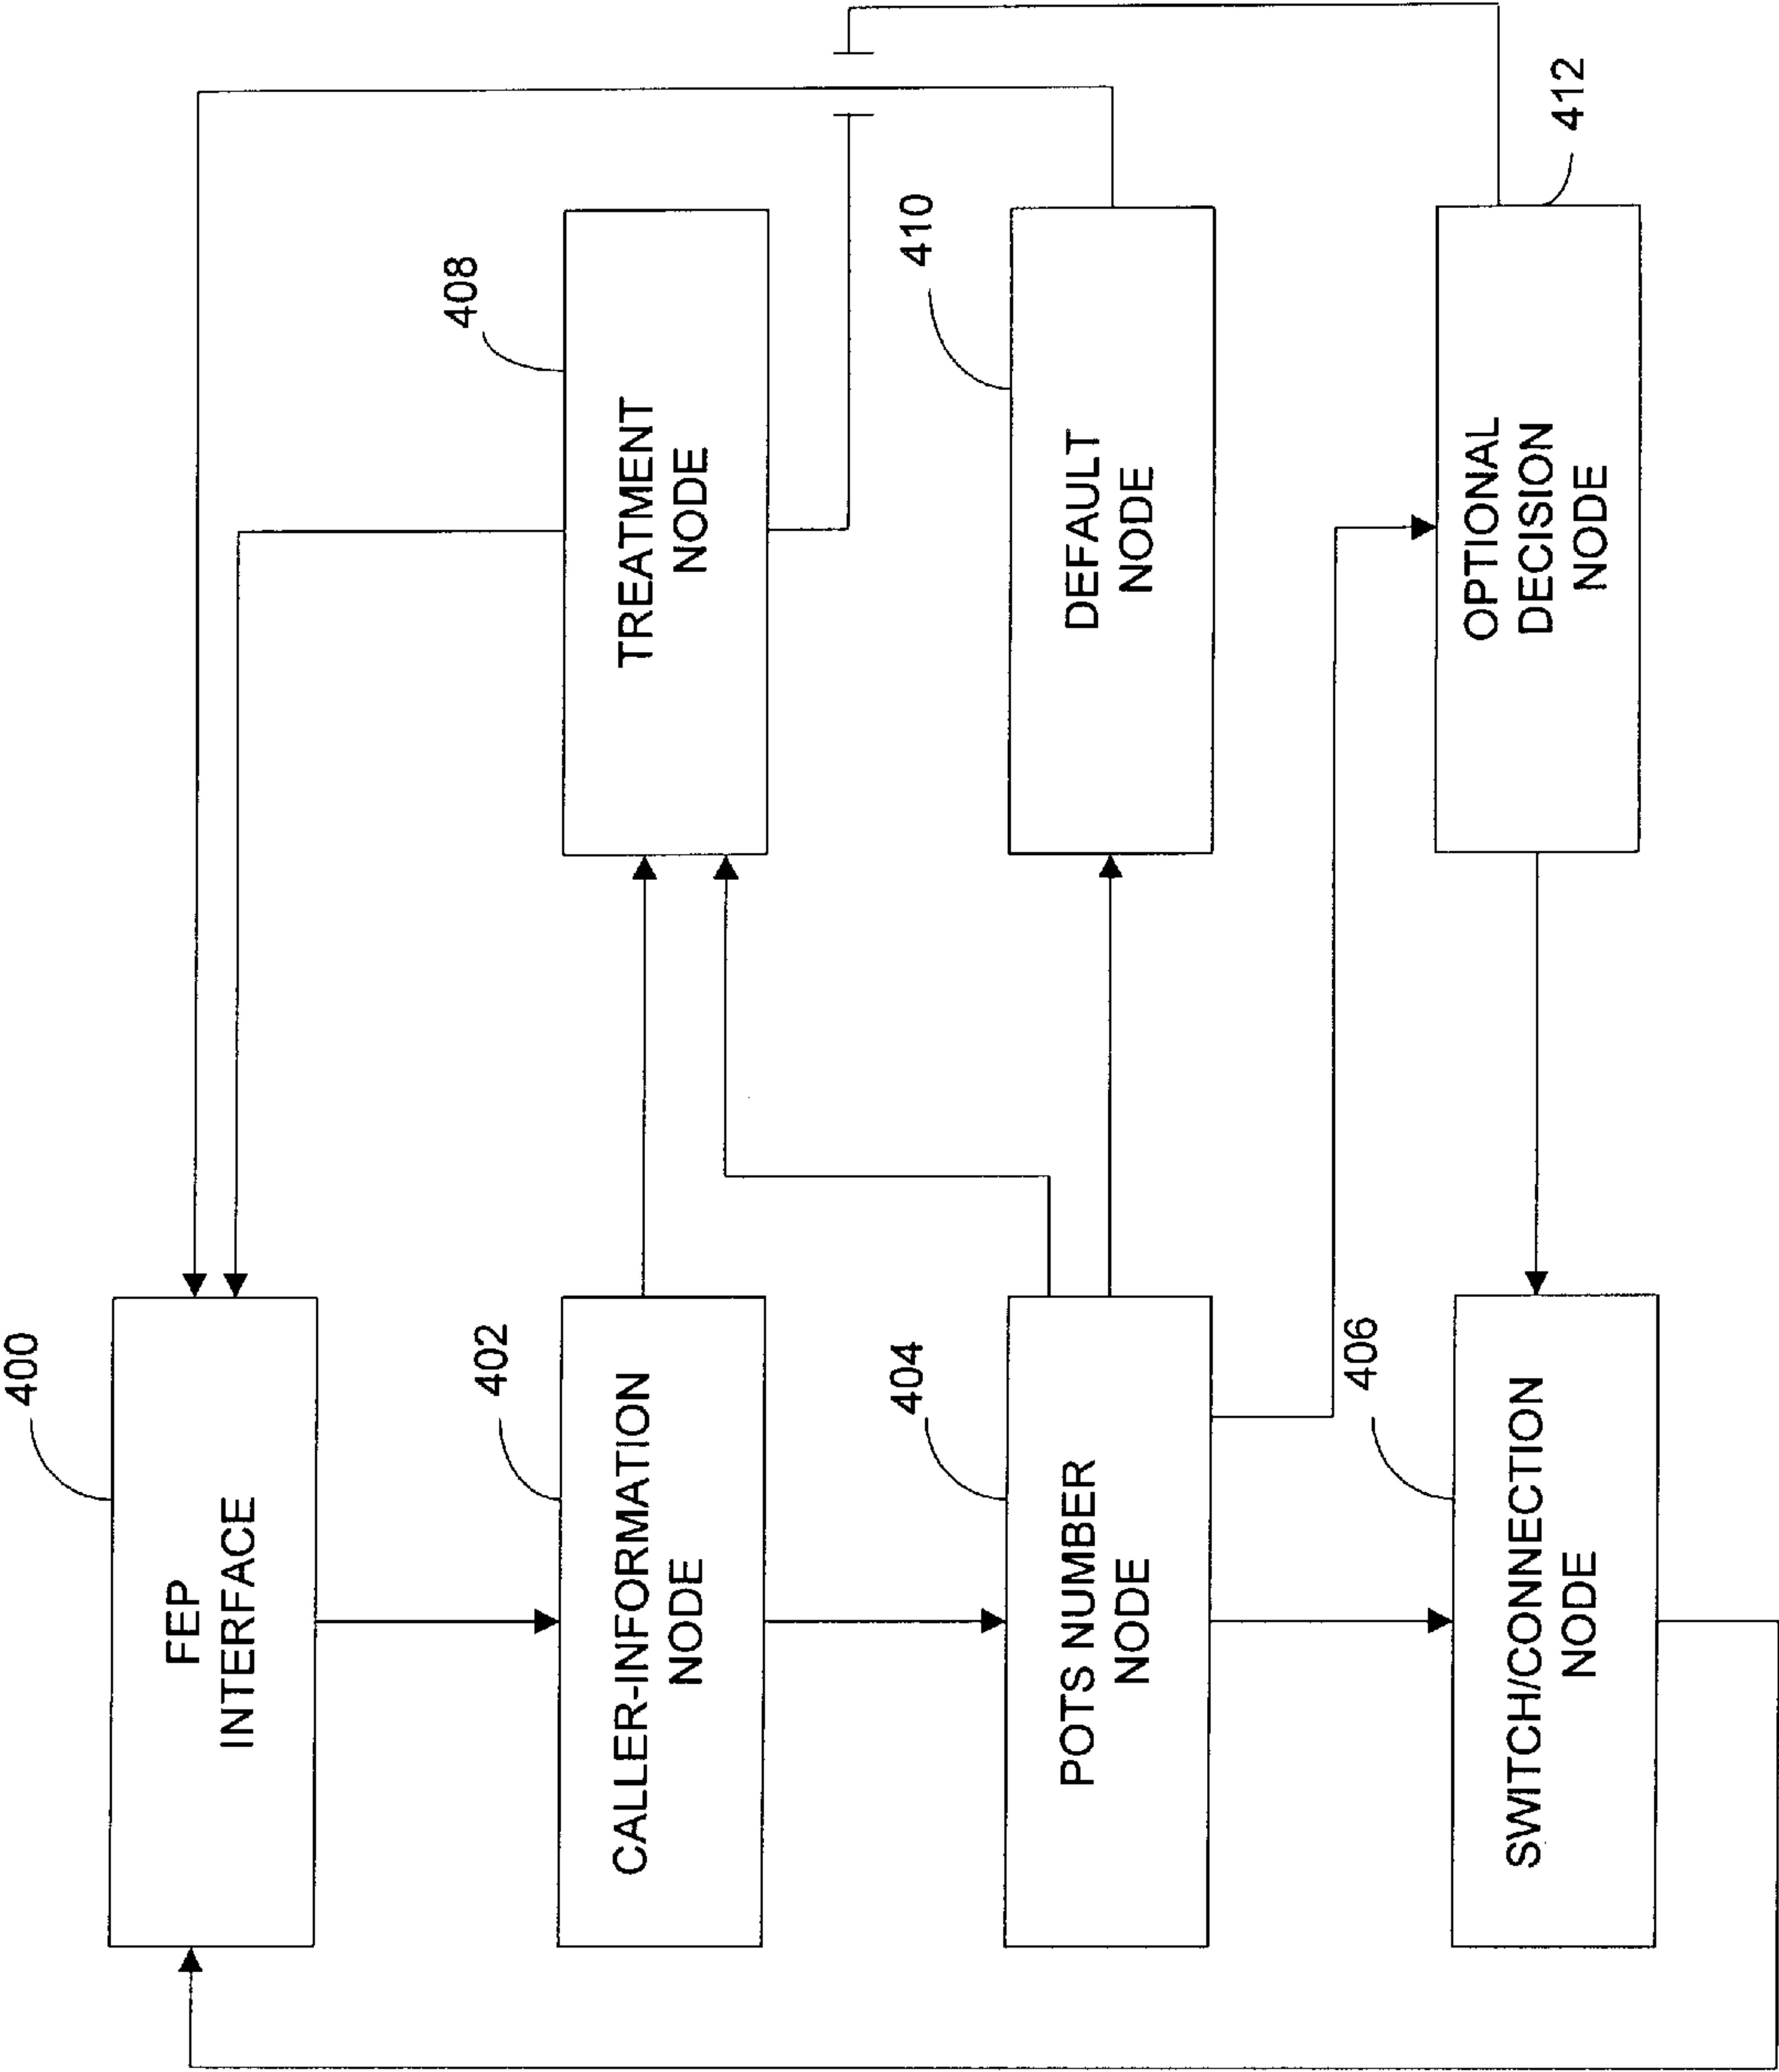 400
FEP
INTERFACE
402
CALLER-INFORMATION
NODE
404
POTS NUMBER
NODE
406
SWITCH/CONNECTION
NODE
408
TREATMENT
NODE
410
DEFAULT
NODE
412
OPTIONAL
DECISION
NODE